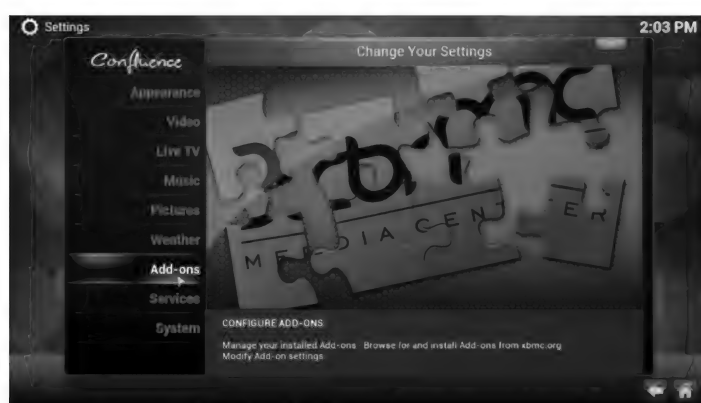 Settings
2:03 PM
Confluence
Change Your Settings
Appearance
Video
Live TV
Music
Pictures
Weather
Add-ons
Services
System
xbmc
MEDIA CENTER
CONFIGURE ADD-ONS
Manage your installed Add-ons Browse for and install Add-ons from xbmc.org
Modify Add-on settings